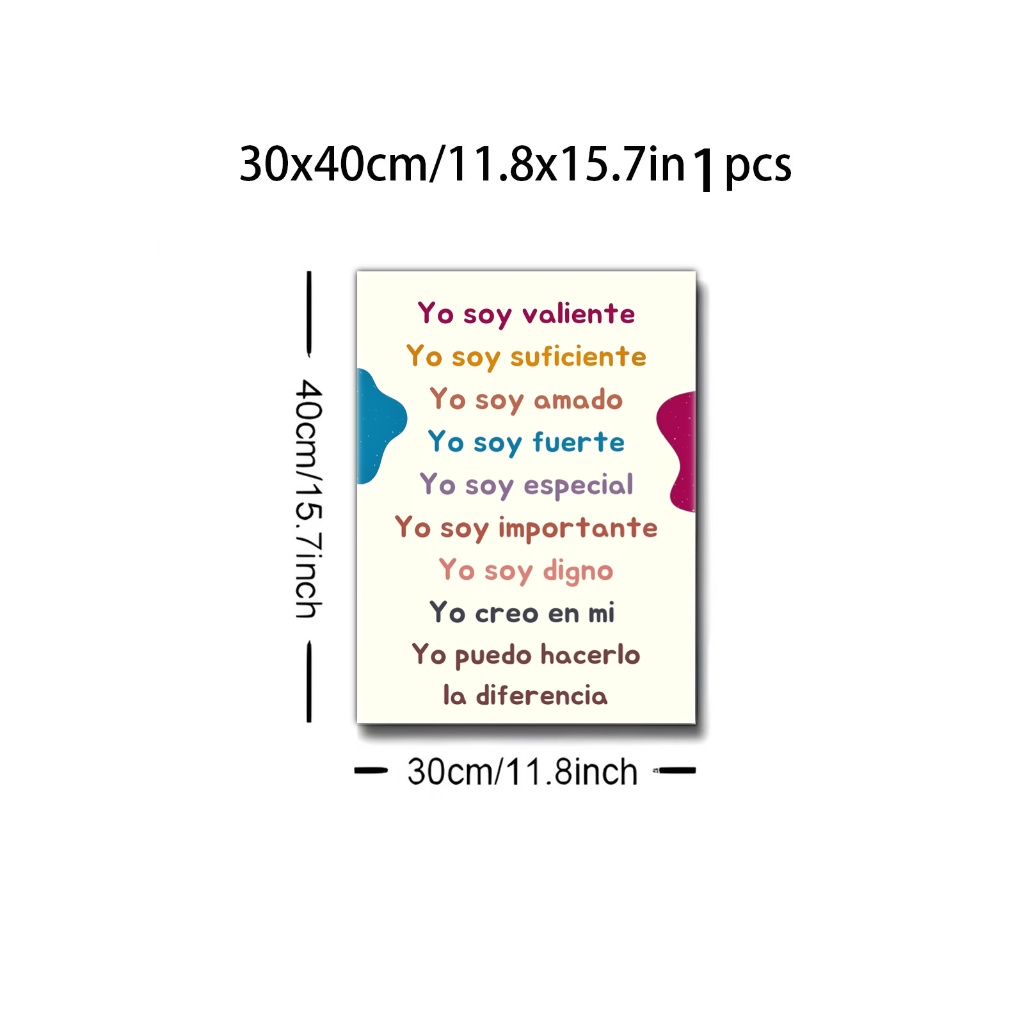 30x40cm/11.8x15.7in 1 pcs
Yo soy valiente
Yo soy suficiente
Yo soy amado
Yo soy fuerte
Yo soy especial
Yo soy importante
Yo soy digno
Yo creo en mi
Yo puedo hacerlo
la diferencia
40cm/15.7inch
30cm/11.8inch